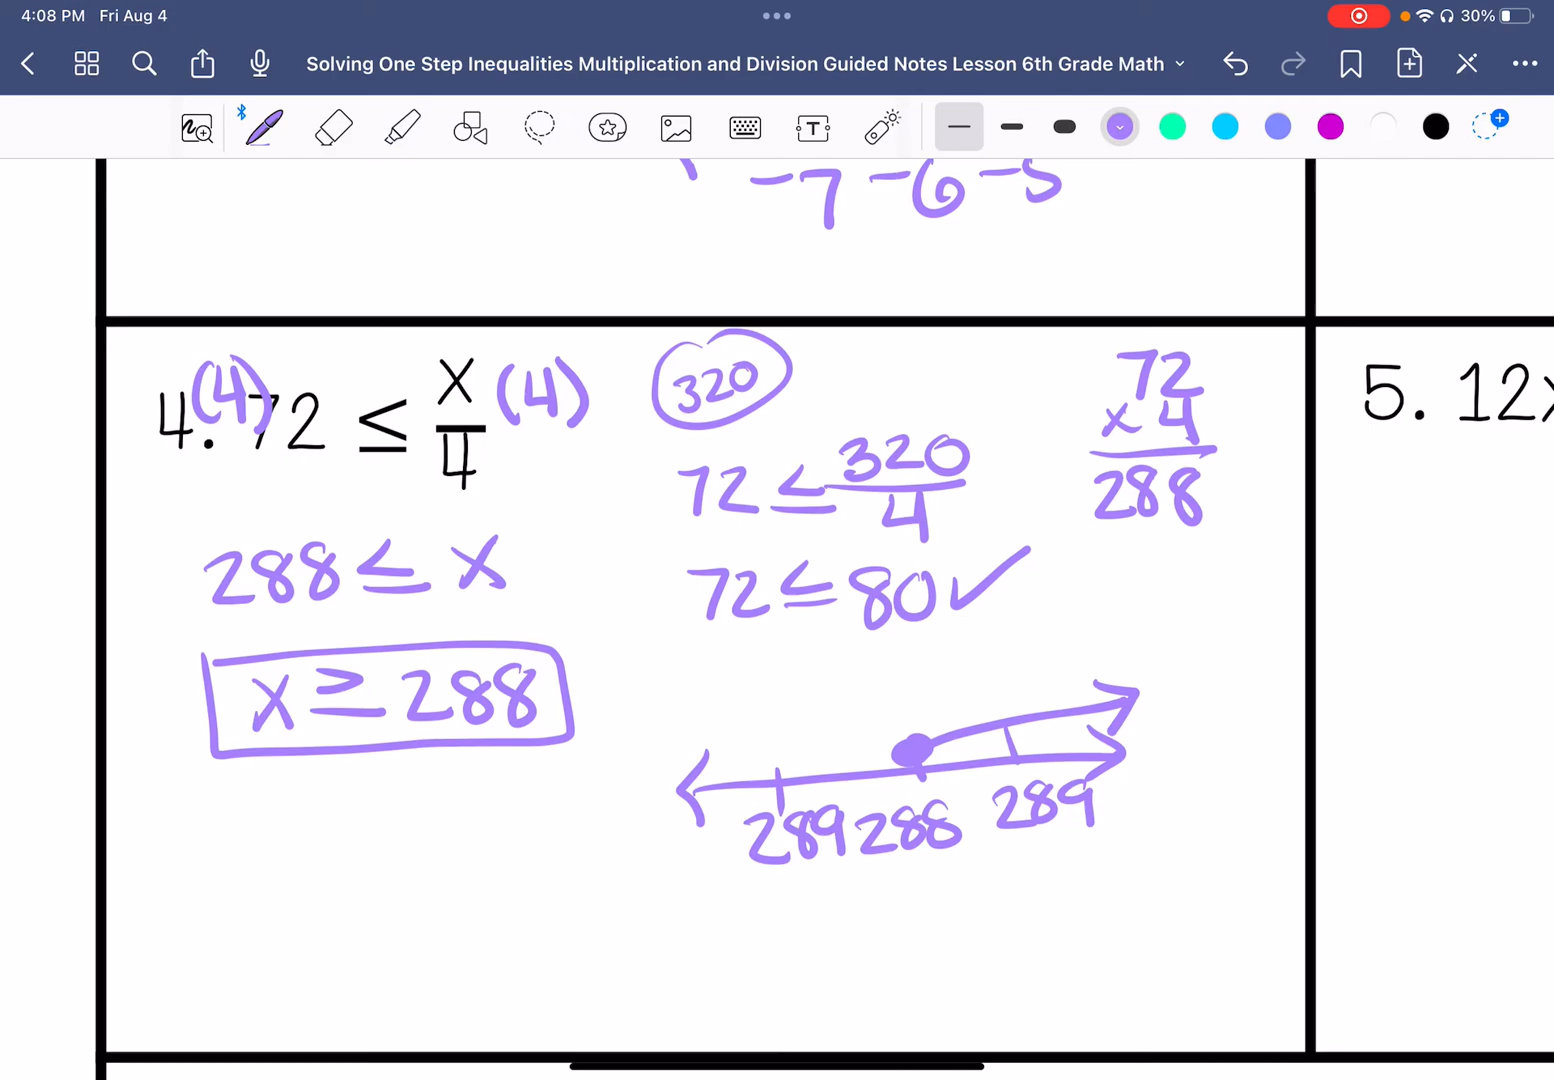 4:08 PM Fri Aug 4
30%
Solving One Step Inequalities Multiplication and Division Guided Notes Lesson 6th Grade Math
-7 -6 -5
4. (4) 72 ≤ x/4 (4)
288 ≤ x
x ≥ 288
320
72 ≤ 320/4
72 ≤ 80 ✓
72
x 4
288
289 288 289
5. 12x